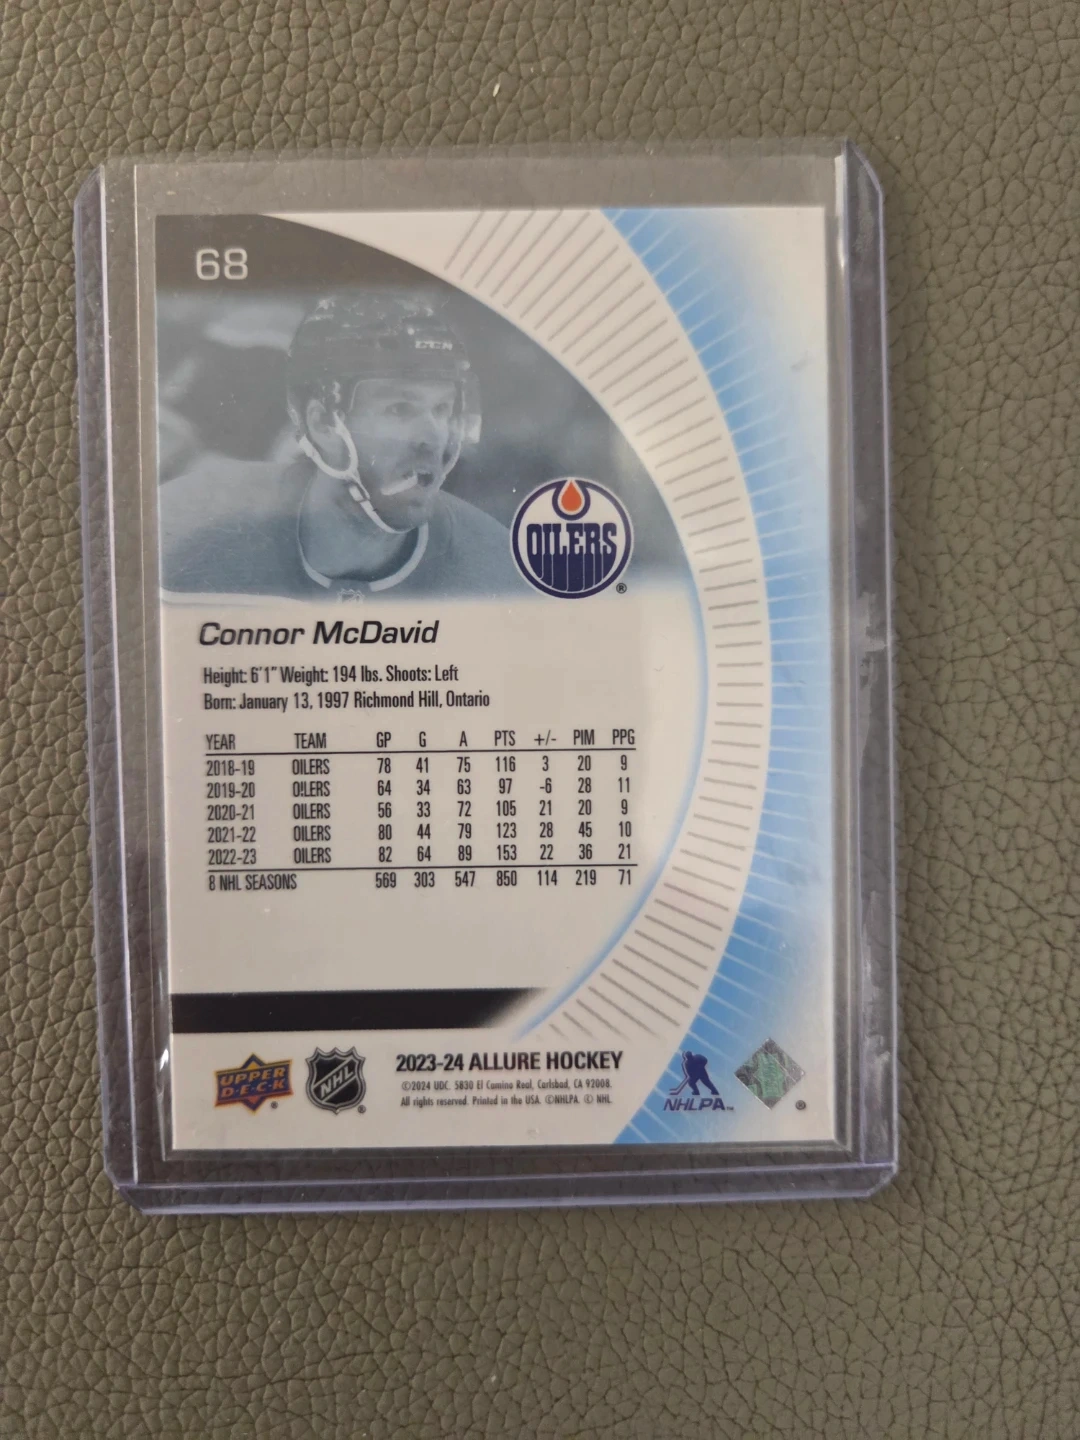 68
CCM
OILERS
®
Connor McDavid
Height: 6'1" Weight: 194 lbs. Shoots: Left
Born: January 13, 1997 Richmond Hill, Ontario
YEAR TEAM GP G A PTS +/- PIM PPG
2018-19 OILERS 78 41 75 116 3 20 9
2019-20 OILERS 64 34 63 97 -6 28 11
2020-21 OILERS 56 33 72 105 21 20 9
2021-22 OILERS 80 44 79 123 28 45 10
2022-23 OILERS 82 64 89 153 22 36 21
8 NHL SEASONS 569 303 547 850 114 219 71
UPPER
D·E·C·K
®
NHL
®
2023-24 ALLURE HOCKEY
©2024 UDC. 5830 El Camino Real, Carlsbad, CA 92008.
All rights reserved. Printed in the USA. ©NHLPA. © NHL.
NHLPA™
®